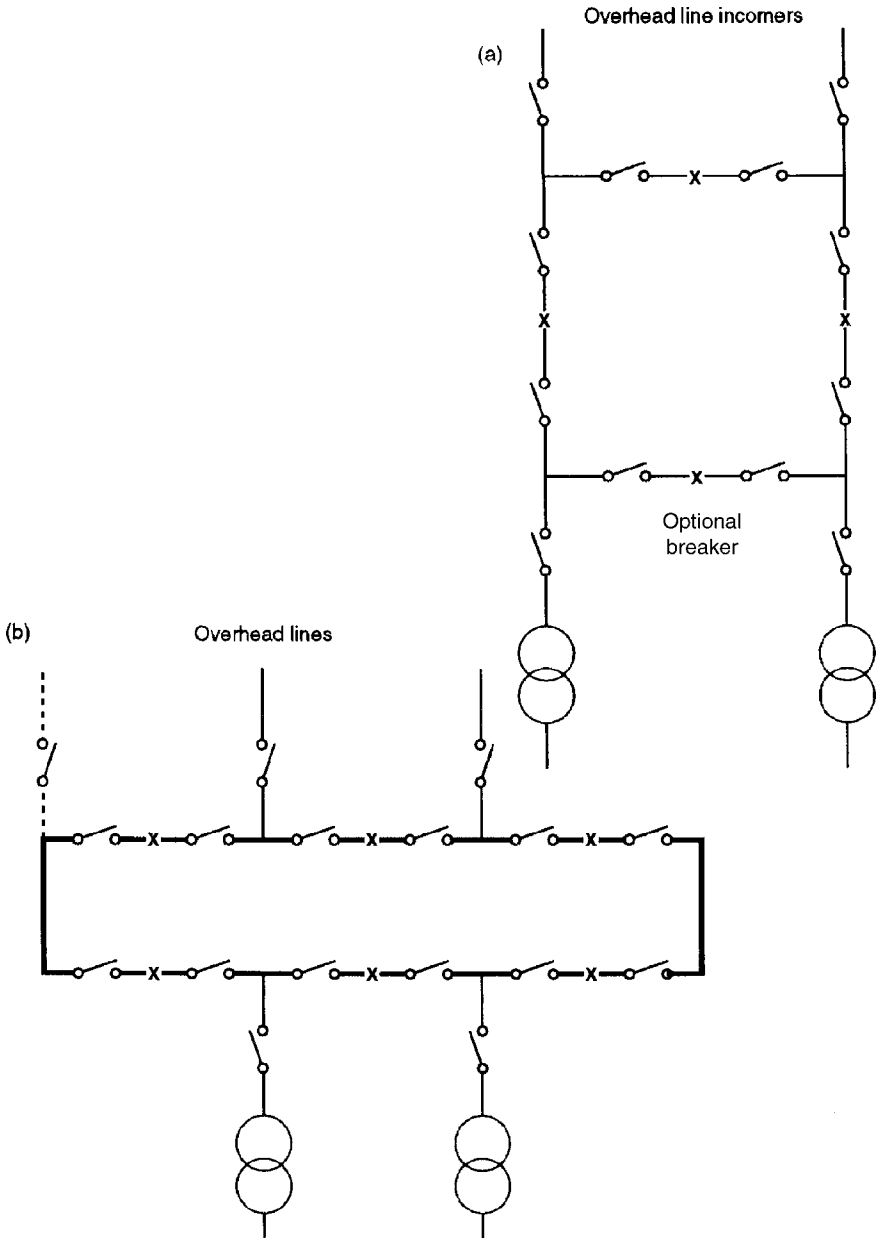 Overhead line incomers
(a)
X
X
X
X
Optional
breaker
(b)
Overhead lines
X
X
X
X
X
X